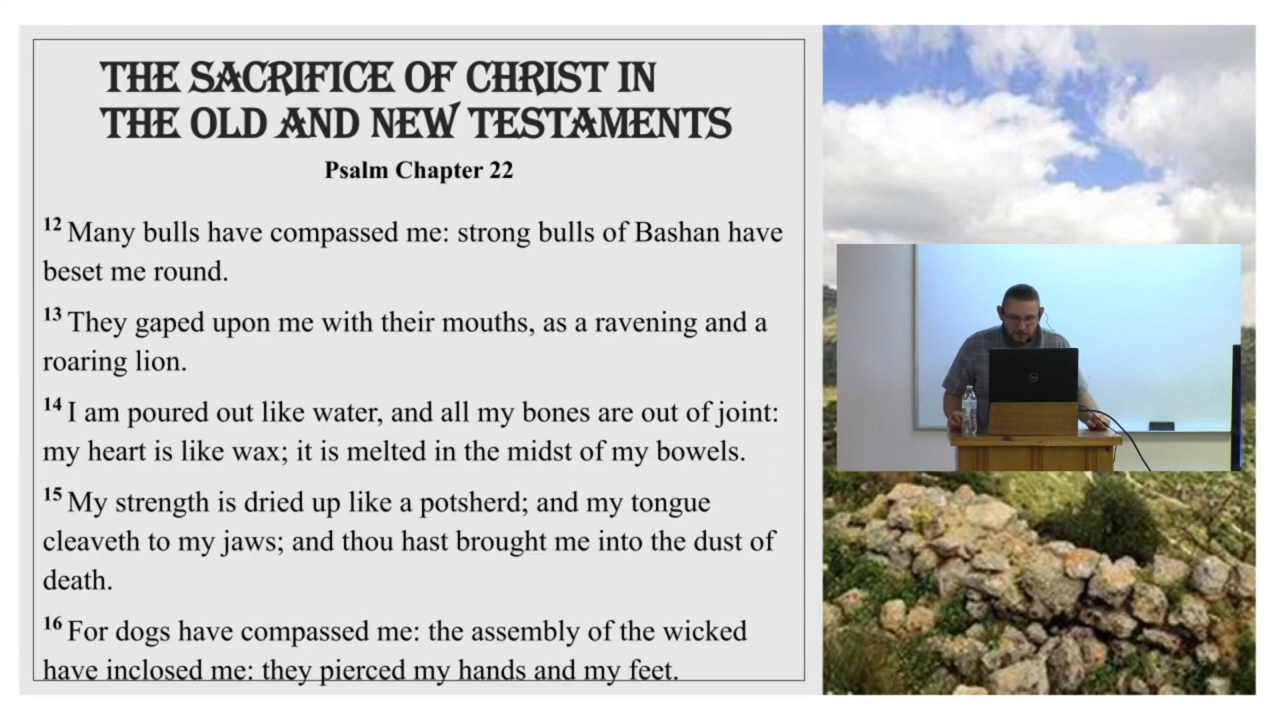 THE SACRIFICE OF CHRIST IN
THE OLD AND NEW TESTAMENTS
Psalm Chapter 22
12 Many bulls have compassed me: strong bulls of Bashan have
beset me round.
13 They gaped upon me with their mouths, as a ravening and a
roaring lion.
14 I am poured out like water, and all my bones are out of joint:
my heart is like wax; it is melted in the midst of my bowels.
15 My strength is dried up like a potsherd; and my tongue
cleaveth to my jaws; and thou hast brought me into the dust of
death.
16 For dogs have compassed me: the assembly of the wicked
have inclosed me: they pierced my hands and my feet.